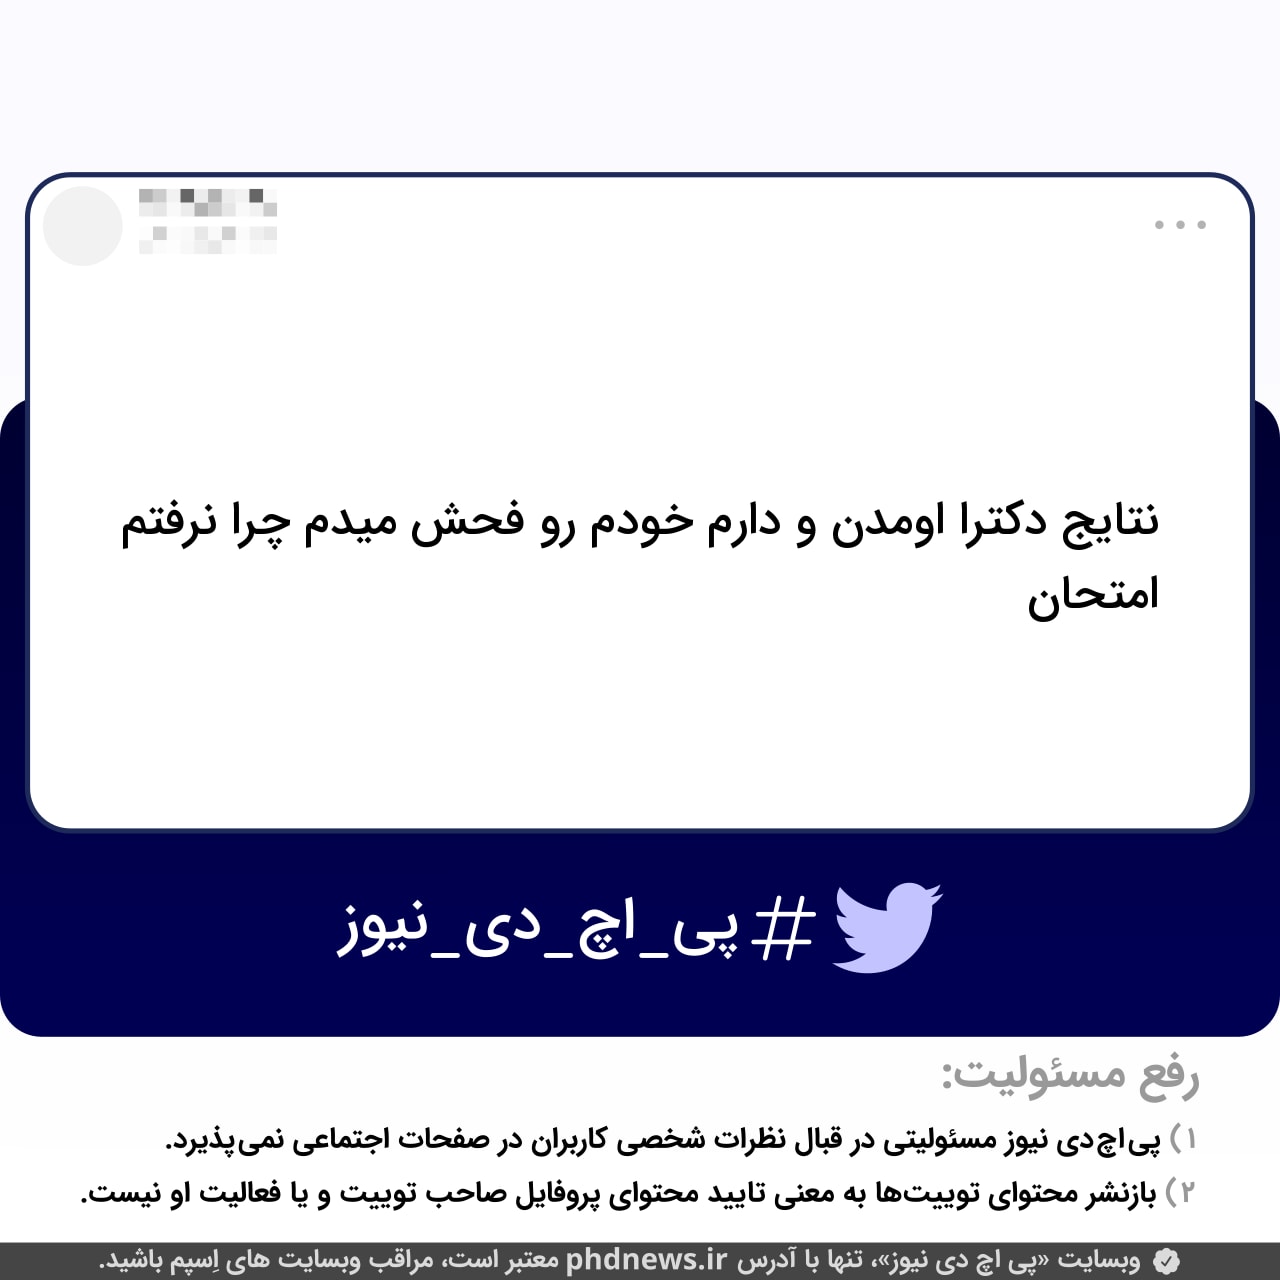 نتایج دکترا اومدن و دارم خودم رو فحش میدم چرا نرفتم
امتحان
#پی_اچ_دی_نیوز
رفع مسئولیت:
۱) پی‌اچ‌دی نیوز مسئولیتی در قبال نظرات شخصی کاربران در صفحات اجتماعی نمی‌پذیرد.
۲) بازنشر محتوای توییت‌ها به معنی تایید محتوای پروفایل صاحب توییت و یا فعالیت او نیست.
وبسایت «پی اچ دی نیوز»، تنها با آدرس phdnews.ir معتبر است، مراقب وبسایت های اِسپم باشید.